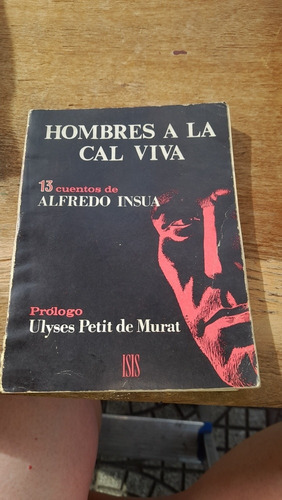 HOMBRES A LA
CAL VIVA
13 cuentos de
ALFREDO INSUA
Prólogo
Ulyses Petit de Murat
ISIS